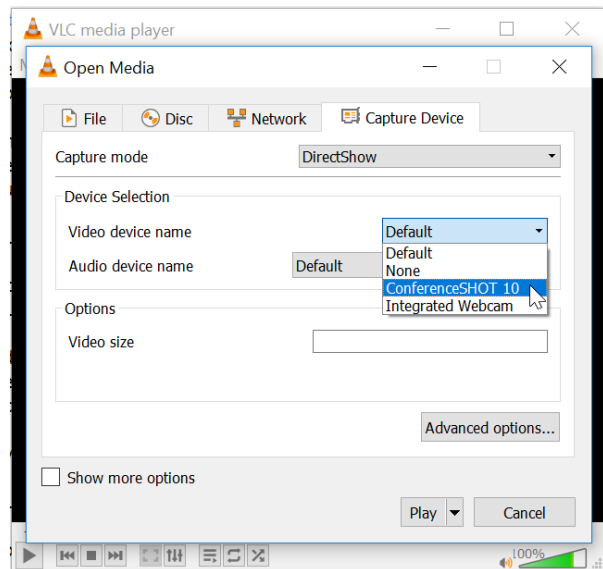 VLC media player
Open Media
File
Disc
Network
Capture Device
Capture mode
DirectShow
Device Selection
Video device name
Default
Default
None
ConferenceSHOT 10
Integrated Webcam
Audio device name
Default
Options
Video size
Advanced options...
Show more options
Play
Cancel
100%